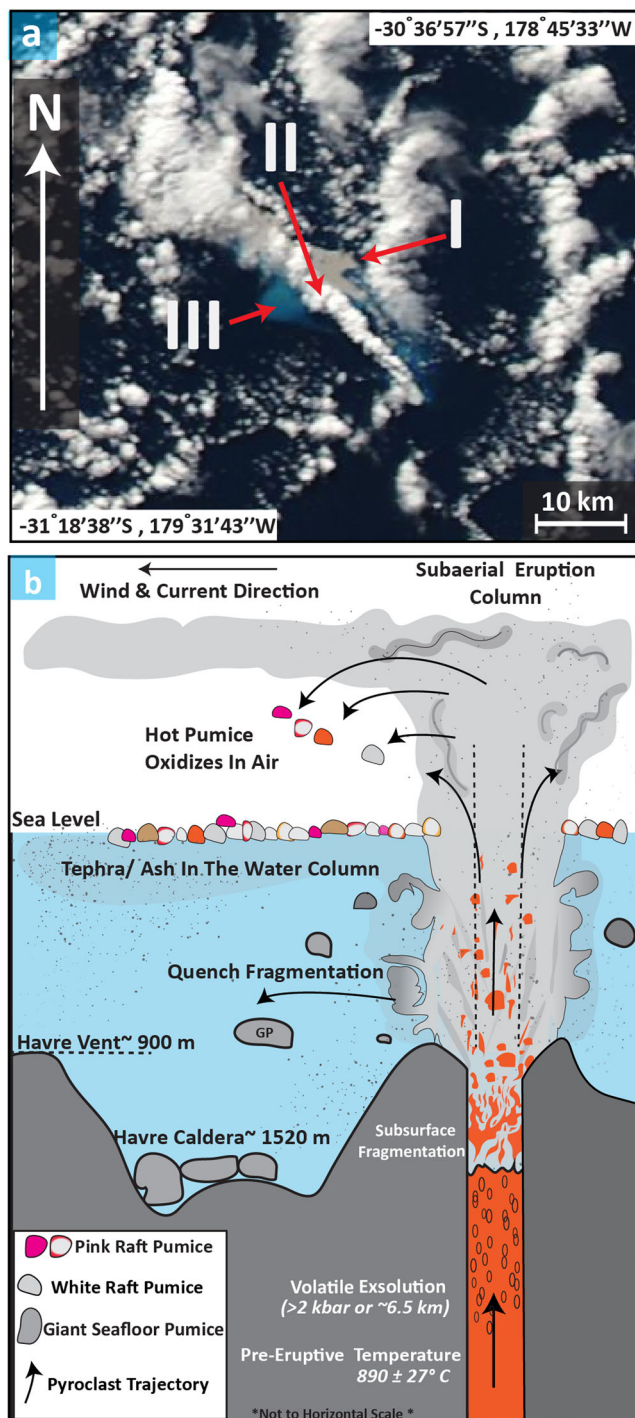 a
-30°36’57’’S , 178°45’33’’W
N
II
I
III
10 km
-31°18’38’’S , 179°31’43’’W
b
Wind & Current Direction
Subaerial Eruption
Column
Hot Pumice
Oxidizes In Air
Sea Level
Tephra/ Ash In The Water Column
Quench Fragmentation
GP
Havre Vent~ 900 m
Havre Caldera~ 1520 m
Subsurface
Fragmentation
Pink Raft Pumice
White Raft Pumice
Giant Seafloor Pumice
Pyroclast Trajectory
Volatile Exsolution
(>2 kbar or ~6.5 km)
Pre-Eruptive Temperature
890 ± 27° C
*Not to Horizontal Scale *